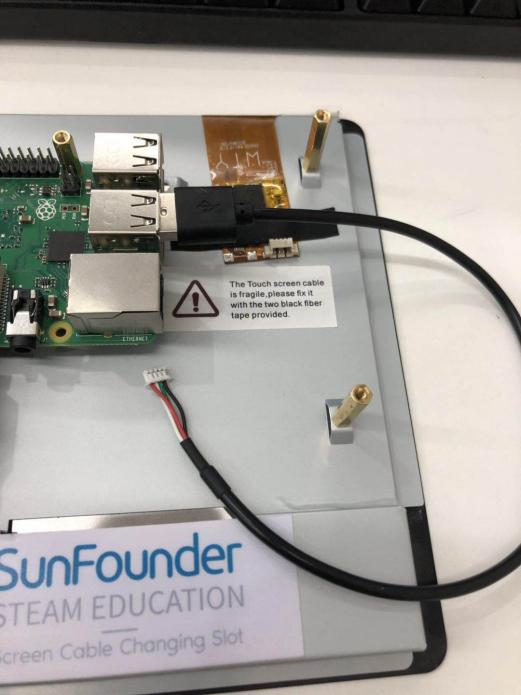 The Touch screen cable
is fragile,please fix it
with the two black fiber
tape provided.
ETHERNET
SunFounder
STEAM EDUCATION
Screen Cable Changing Slot